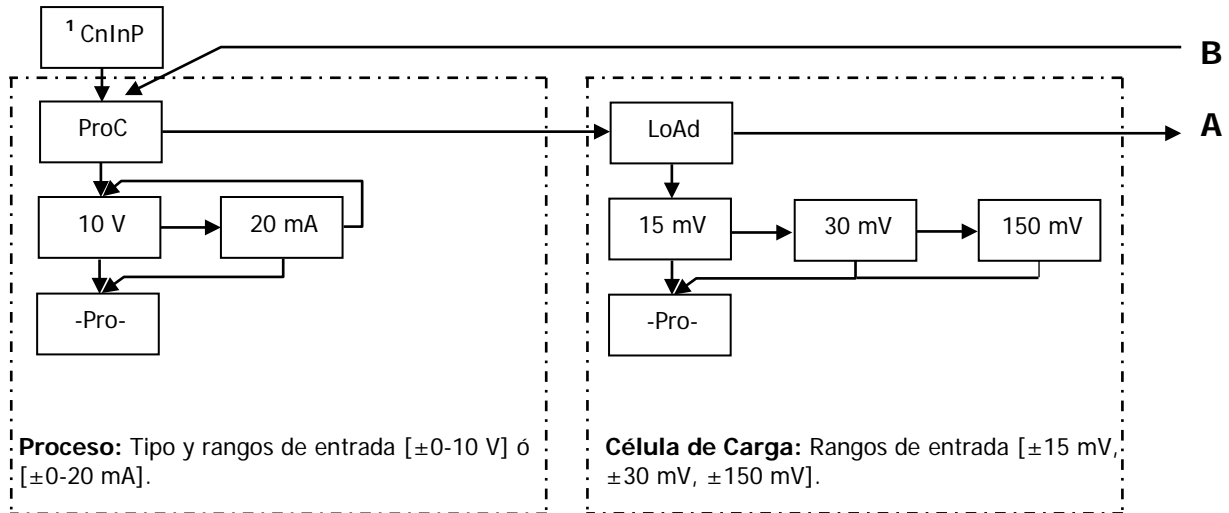 ¹ CnInP
B
ProC
LoAd
A
10 V
20 mA
15 mV
30 mV
150 mV
-Pro-
-Pro-
Proceso: Tipo y rangos de entrada [±0-10 V] ó
[±0-20 mA].
Célula de Carga: Rangos de entrada [±15 mV,
±30 mV, ±150 mV].